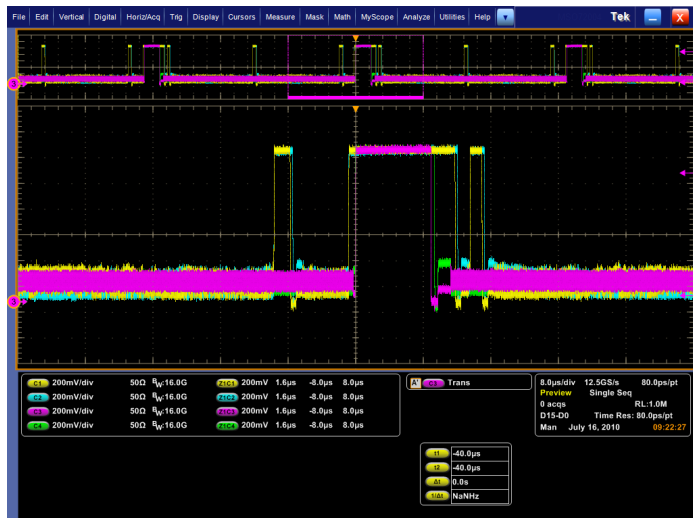 File Edit Vertical Digital Horiz/Acq Trig Display Cursors Measure Mask Math MyScope Analyze Utilities Help Tek X
C1 200mV/div 50Ω BW:16.0G Z1C1 200mV 1.6µs -8.0µs 8.0µs
C2 200mV/div 50Ω BW:16.0G Z1C2 200mV 1.6µs -8.0µs 8.0µs
C3 200mV/div 50Ω BW:16.0G Z1C3 200mV 1.6µs -8.0µs 8.0µs
C4 200mV/div 50Ω BW:16.0G Z1C4 200mV 1.6µs -8.0µs 8.0µs
A' C3 Trans
8.0µs/div 12.5GS/s 80.0ps/pt
Preview Single Seq
0 acqs RL:1.0M
D15-D0 Time Res: 80.0ps/pt
Man July 16, 2010 09:22:27
t1 -40.0µs
t2 -40.0µs
Δt 0.0s
1/Δt NaNHz